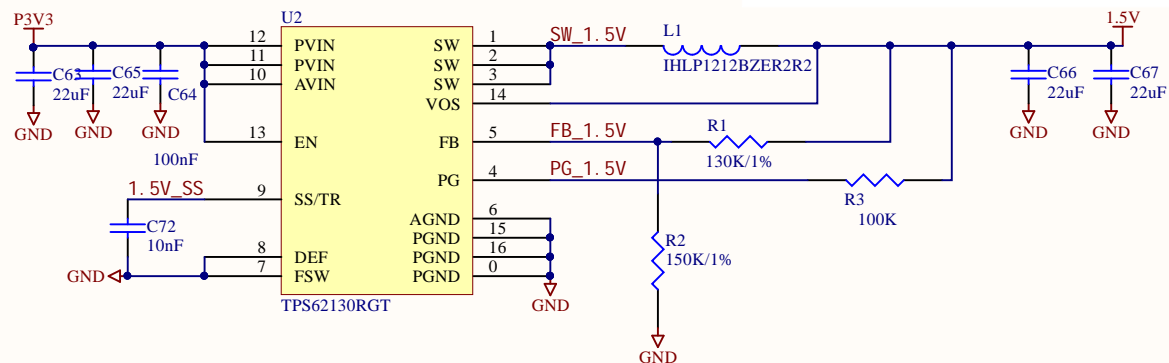 P3V3
U2
1.5V
12 PVIN SW 1 SW_1.5V L1
11 PVIN SW 2 IHLP1212BZER2R2
10 AVIN SW 3
C63 22uF C65 22uF C64
VOS 14
C66 22uF C67 22uF
GND GND GND
GND GND
13 EN FB 5 FB_1.5V R1
100nF
130K/1%
PG 4 PG_1.5V
1.5V_SS 9 SS/TR
R3
100K
C72
10nF
AGND 6
PGND 15
R2
150K/1%
8 DEF PGND 16
GND 7 FSW PGND 0
GND
TPS62130RGT
GND